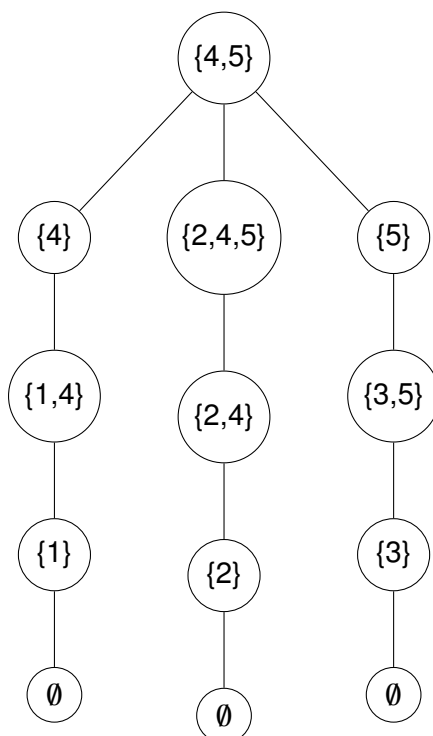 {4,5}
{4} {2,4,5} {5}
{1,4} {2,4} {3,5}
{1} {2} {3}
∅ ∅ ∅